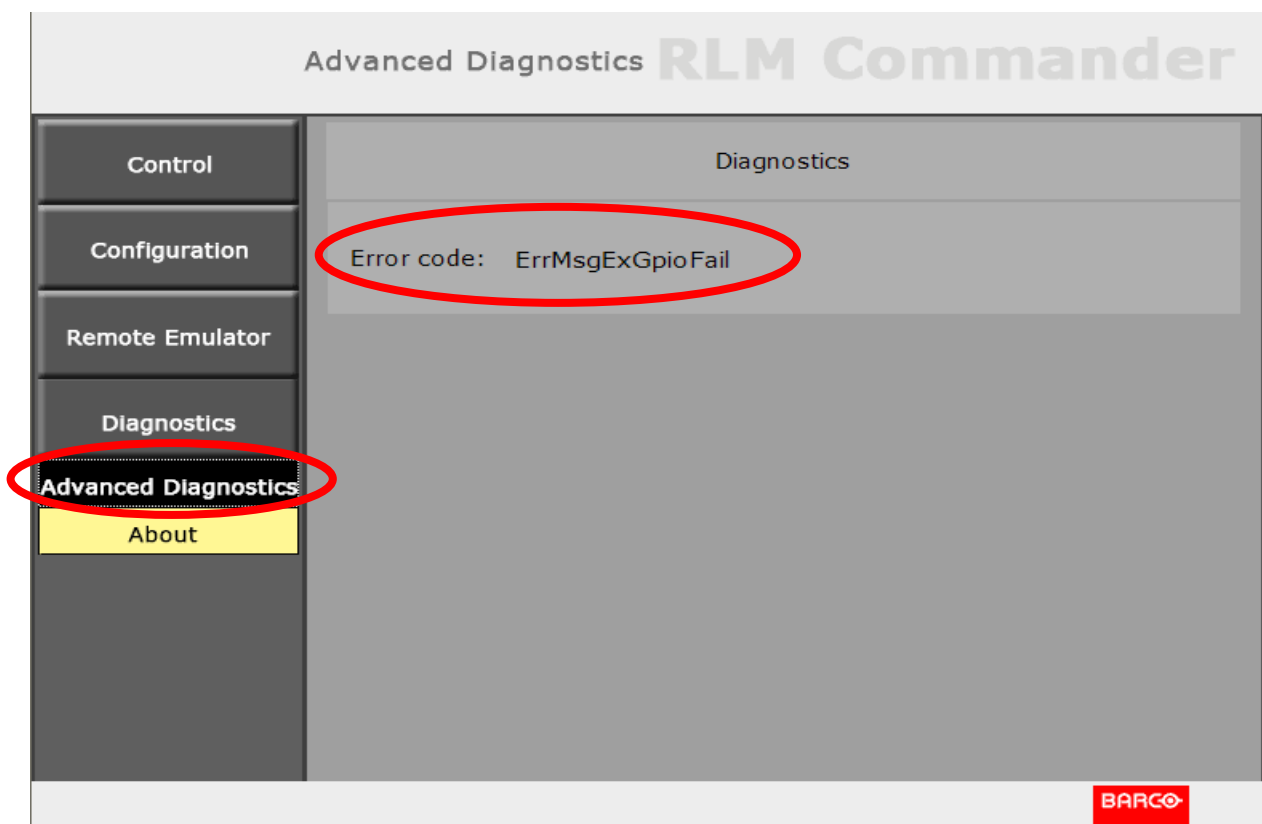 Advanced Diagnostics RLM Commander
Control
Configuration
Remote Emulator
Diagnostics
Advanced Diagnostics
About
Diagnostics
Error code: ErrMsgExGpioFail
BARCO